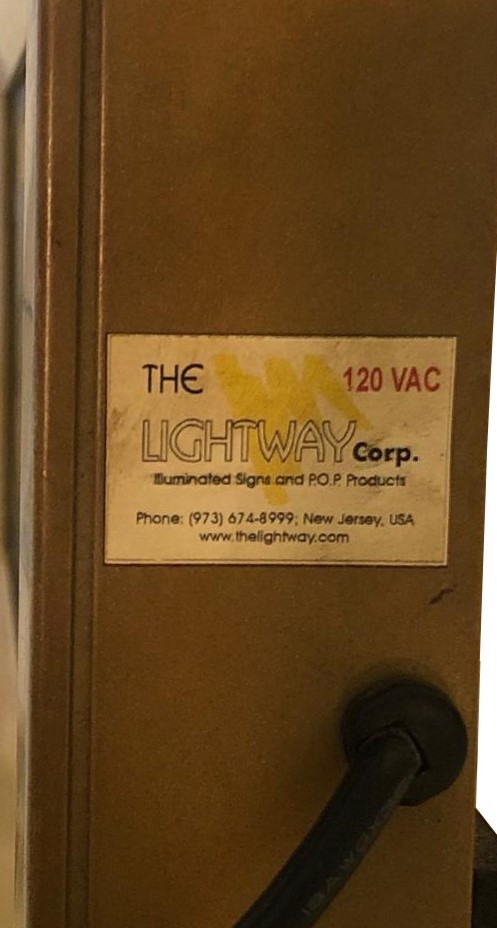 THE 120 VAC
LIGHTWAY Corp.
Illuminated Signs and P.O.P. Products
Phone: (973) 674-8999; New Jersey, USA
www.thelightway.com